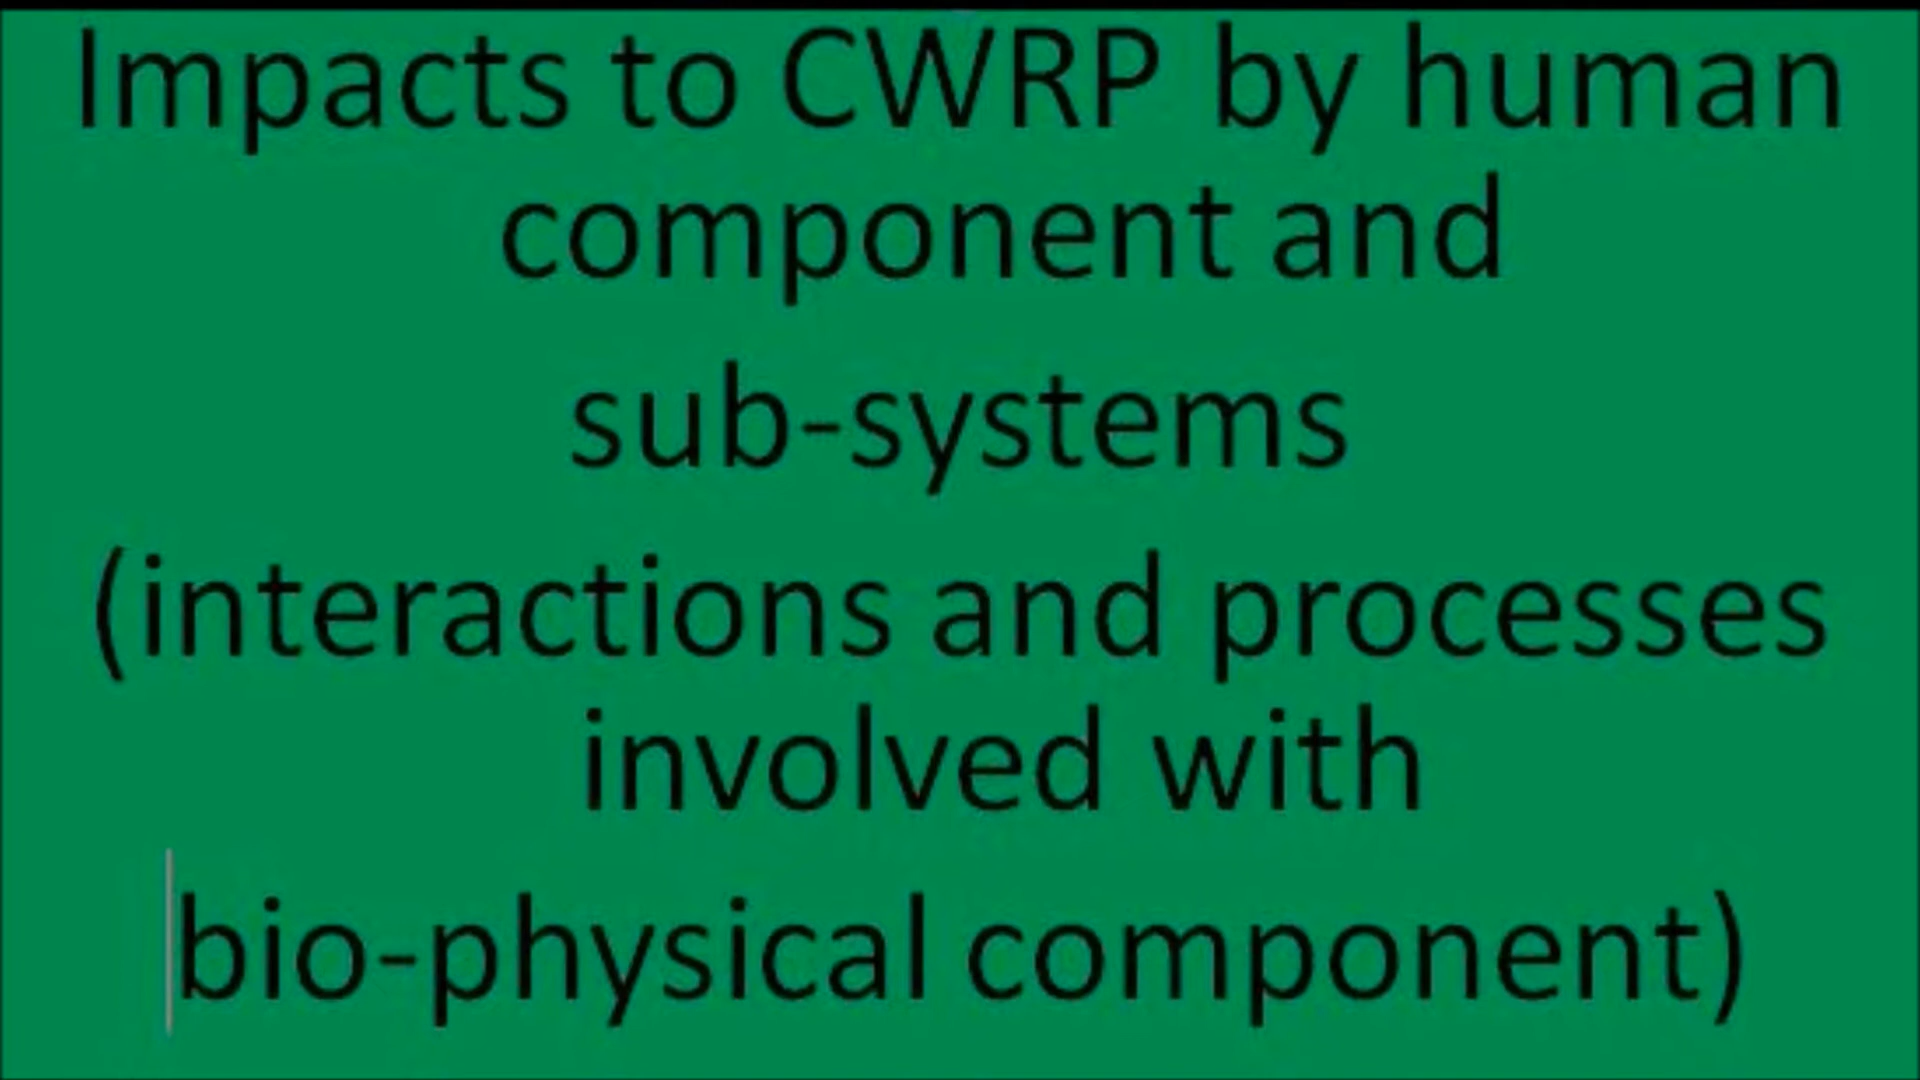 Impacts to CWRP by human
component and
sub-systems
(interactions and processes
involved with
bio-physical component)